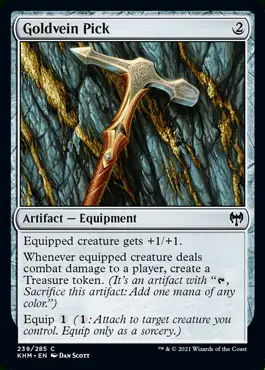 Goldvein Pick 2
Artifact — Equipment
Equipped creature gets +1/+1.
Whenever equipped creature deals
combat damage to a player, create a
Treasure token. (It's an artifact with “,
Sacrifice this artifact: Add one mana of any
color.”)
Equip 1 (1: Attach to target creature you
control. Equip only as a sorcery.)
239/285 C
KHM • EN Dan Scott
™ & © 2021 Wizards of the Coast